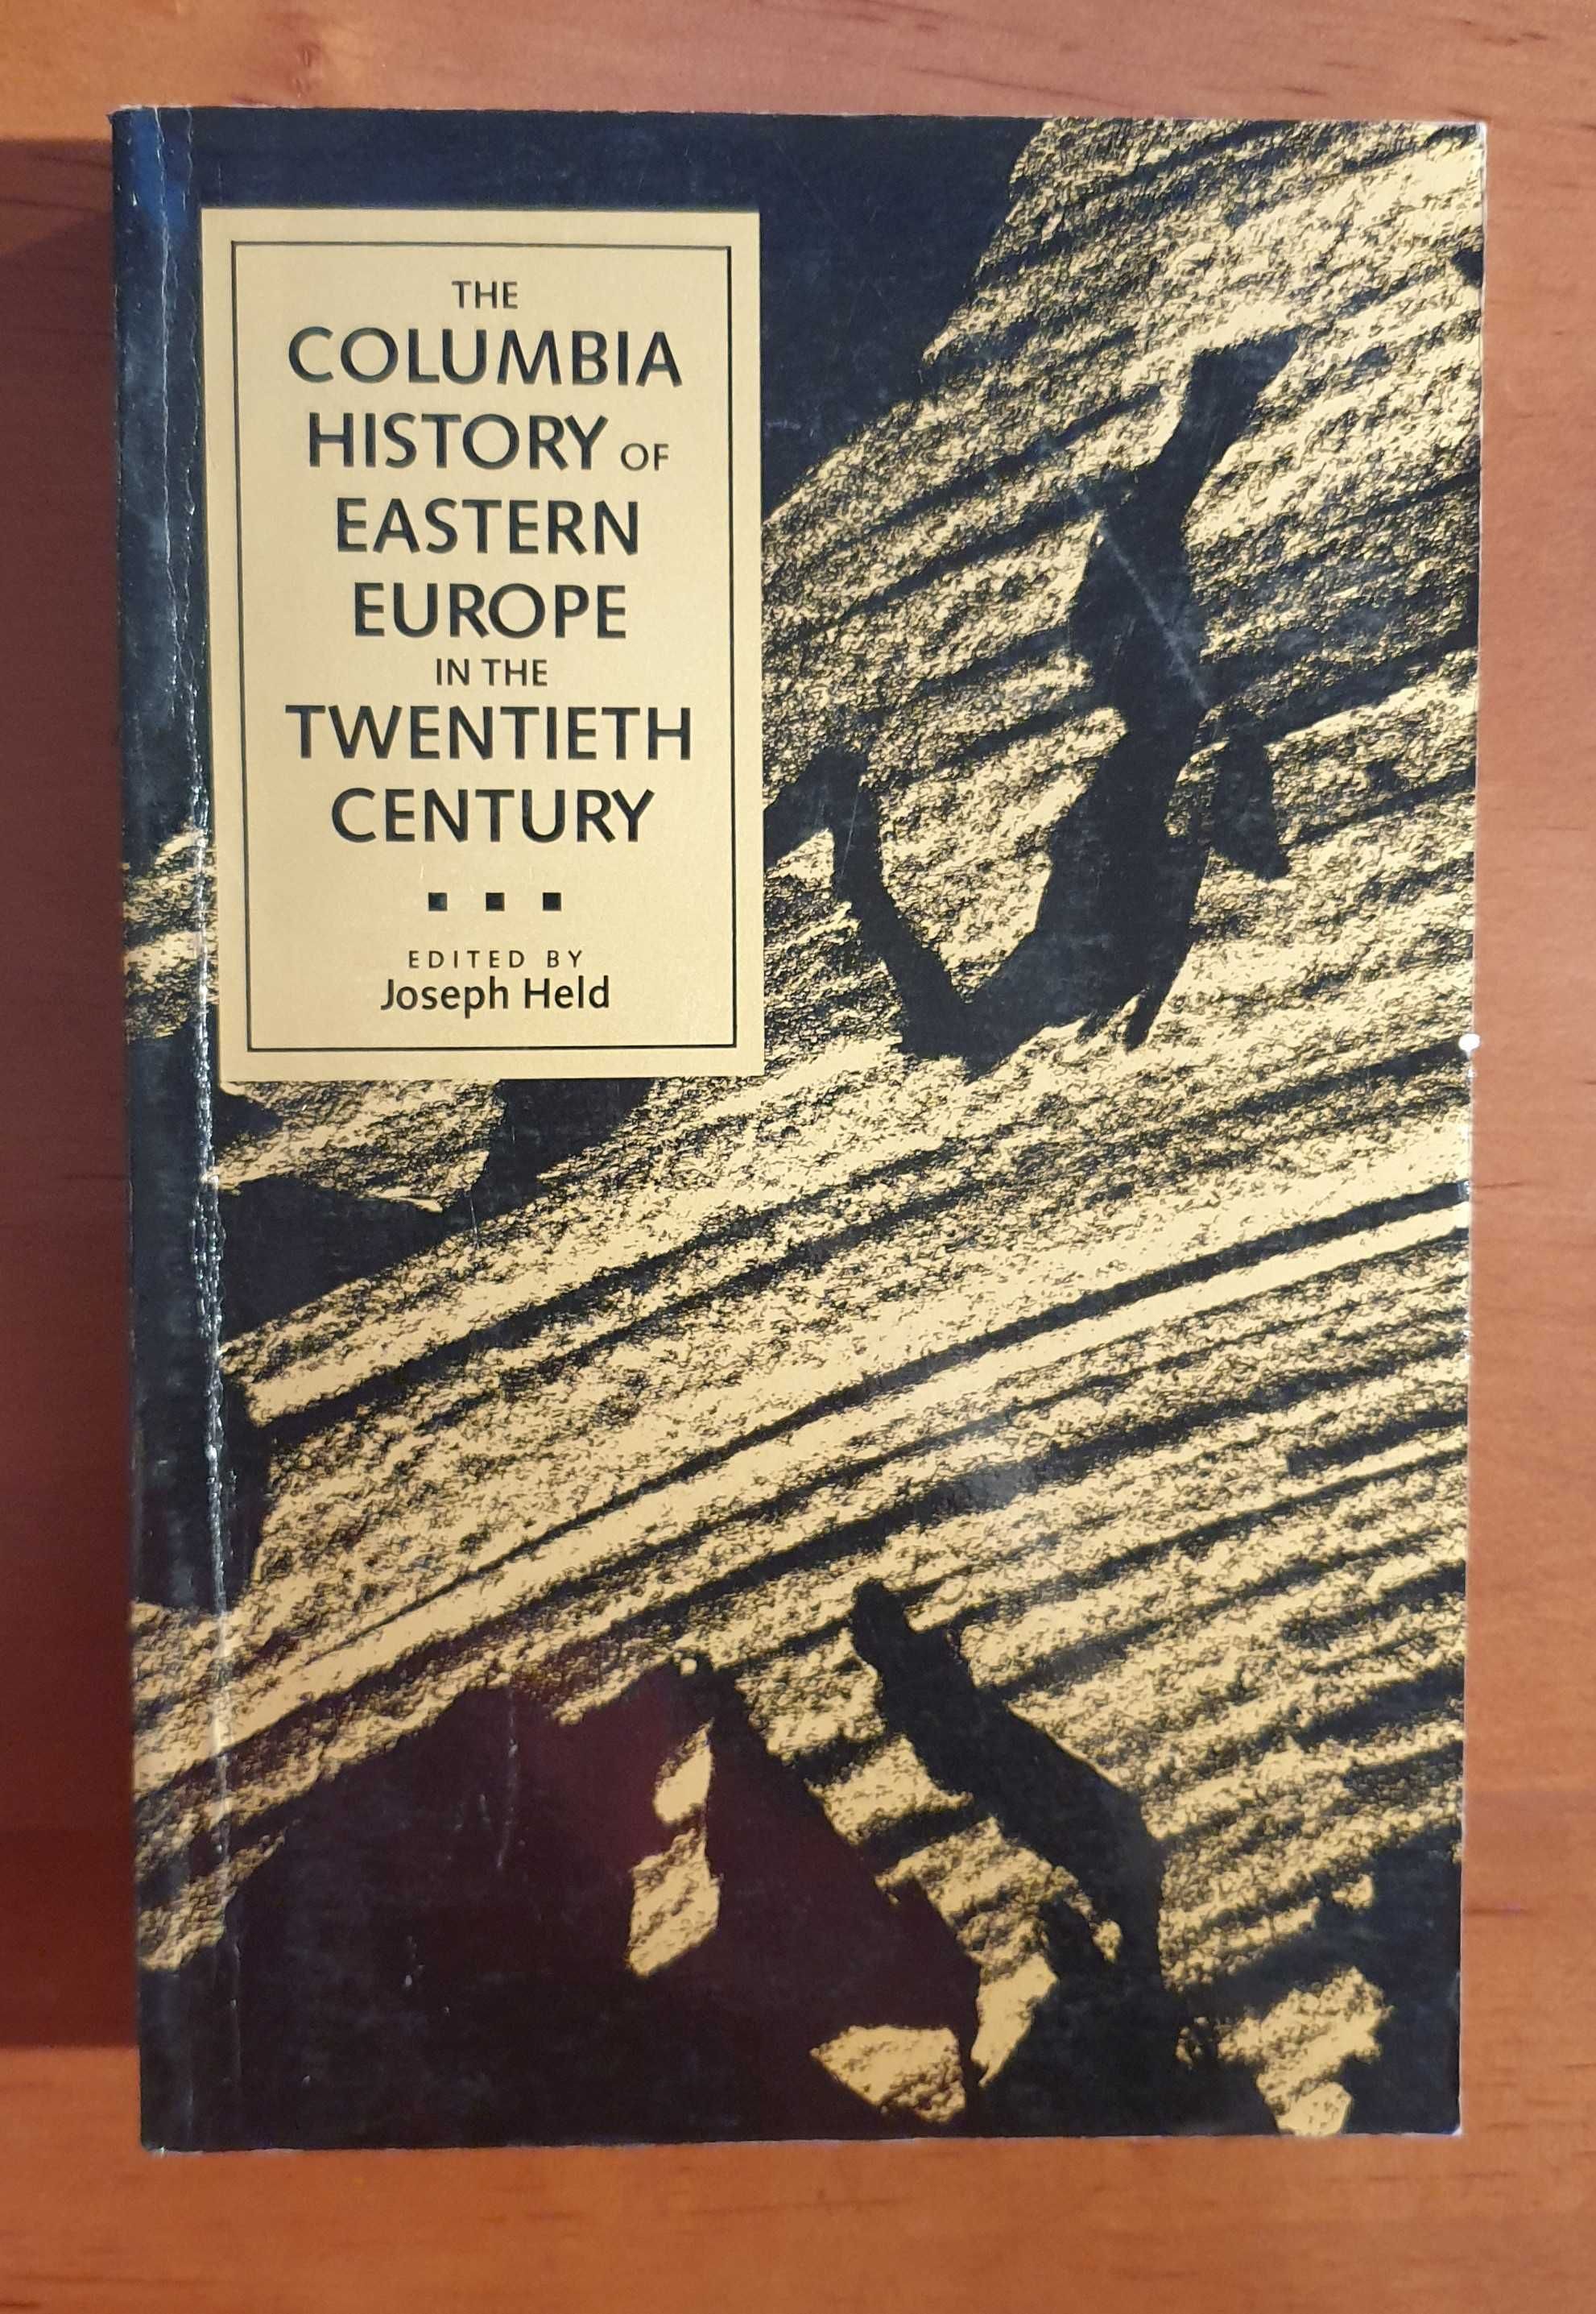 THE
COLUMBIA
HISTORY OF
EASTERN
EUROPE
IN THE
TWENTIETH
CENTURY
EDITED BY
Joseph Held